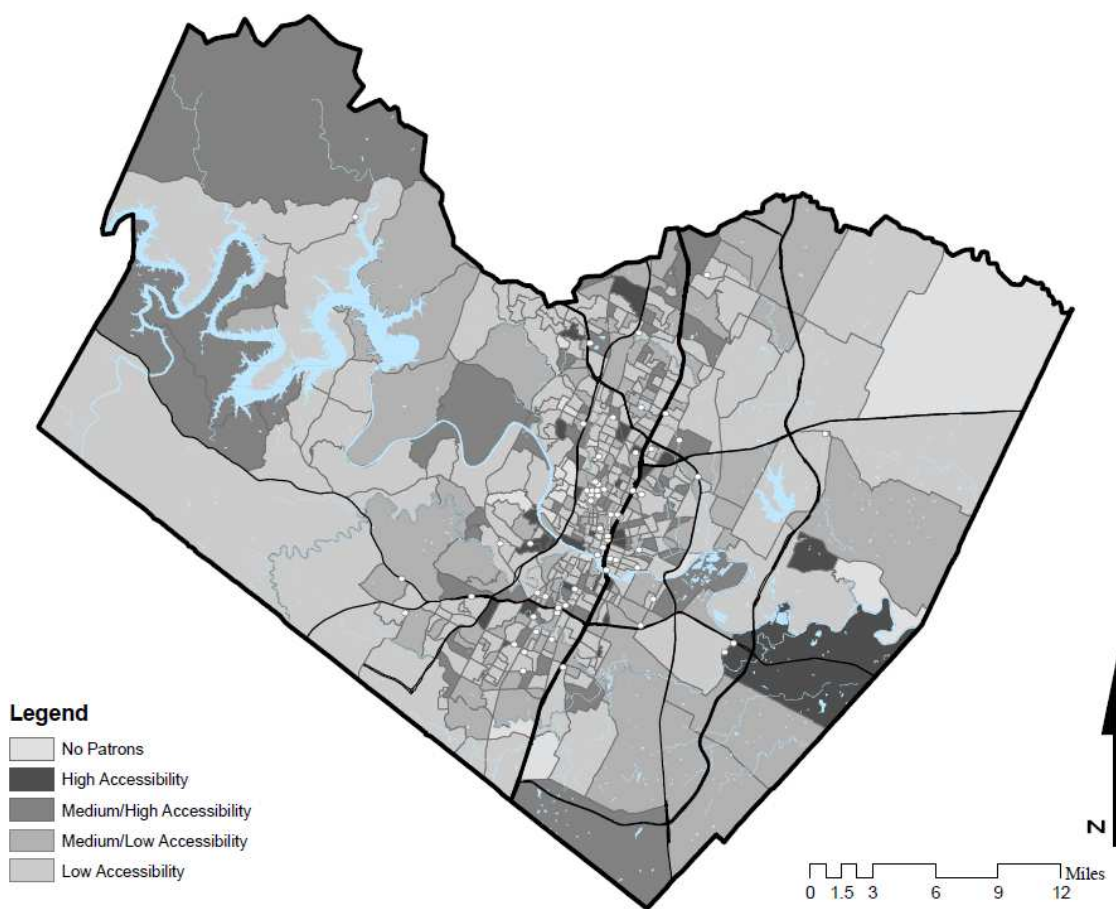 Legend
No Patrons
High Accessibility
Medium/High Accessibility
Medium/Low Accessibility
Low Accessibility
N
Miles
0 1.5 3 6 9 12